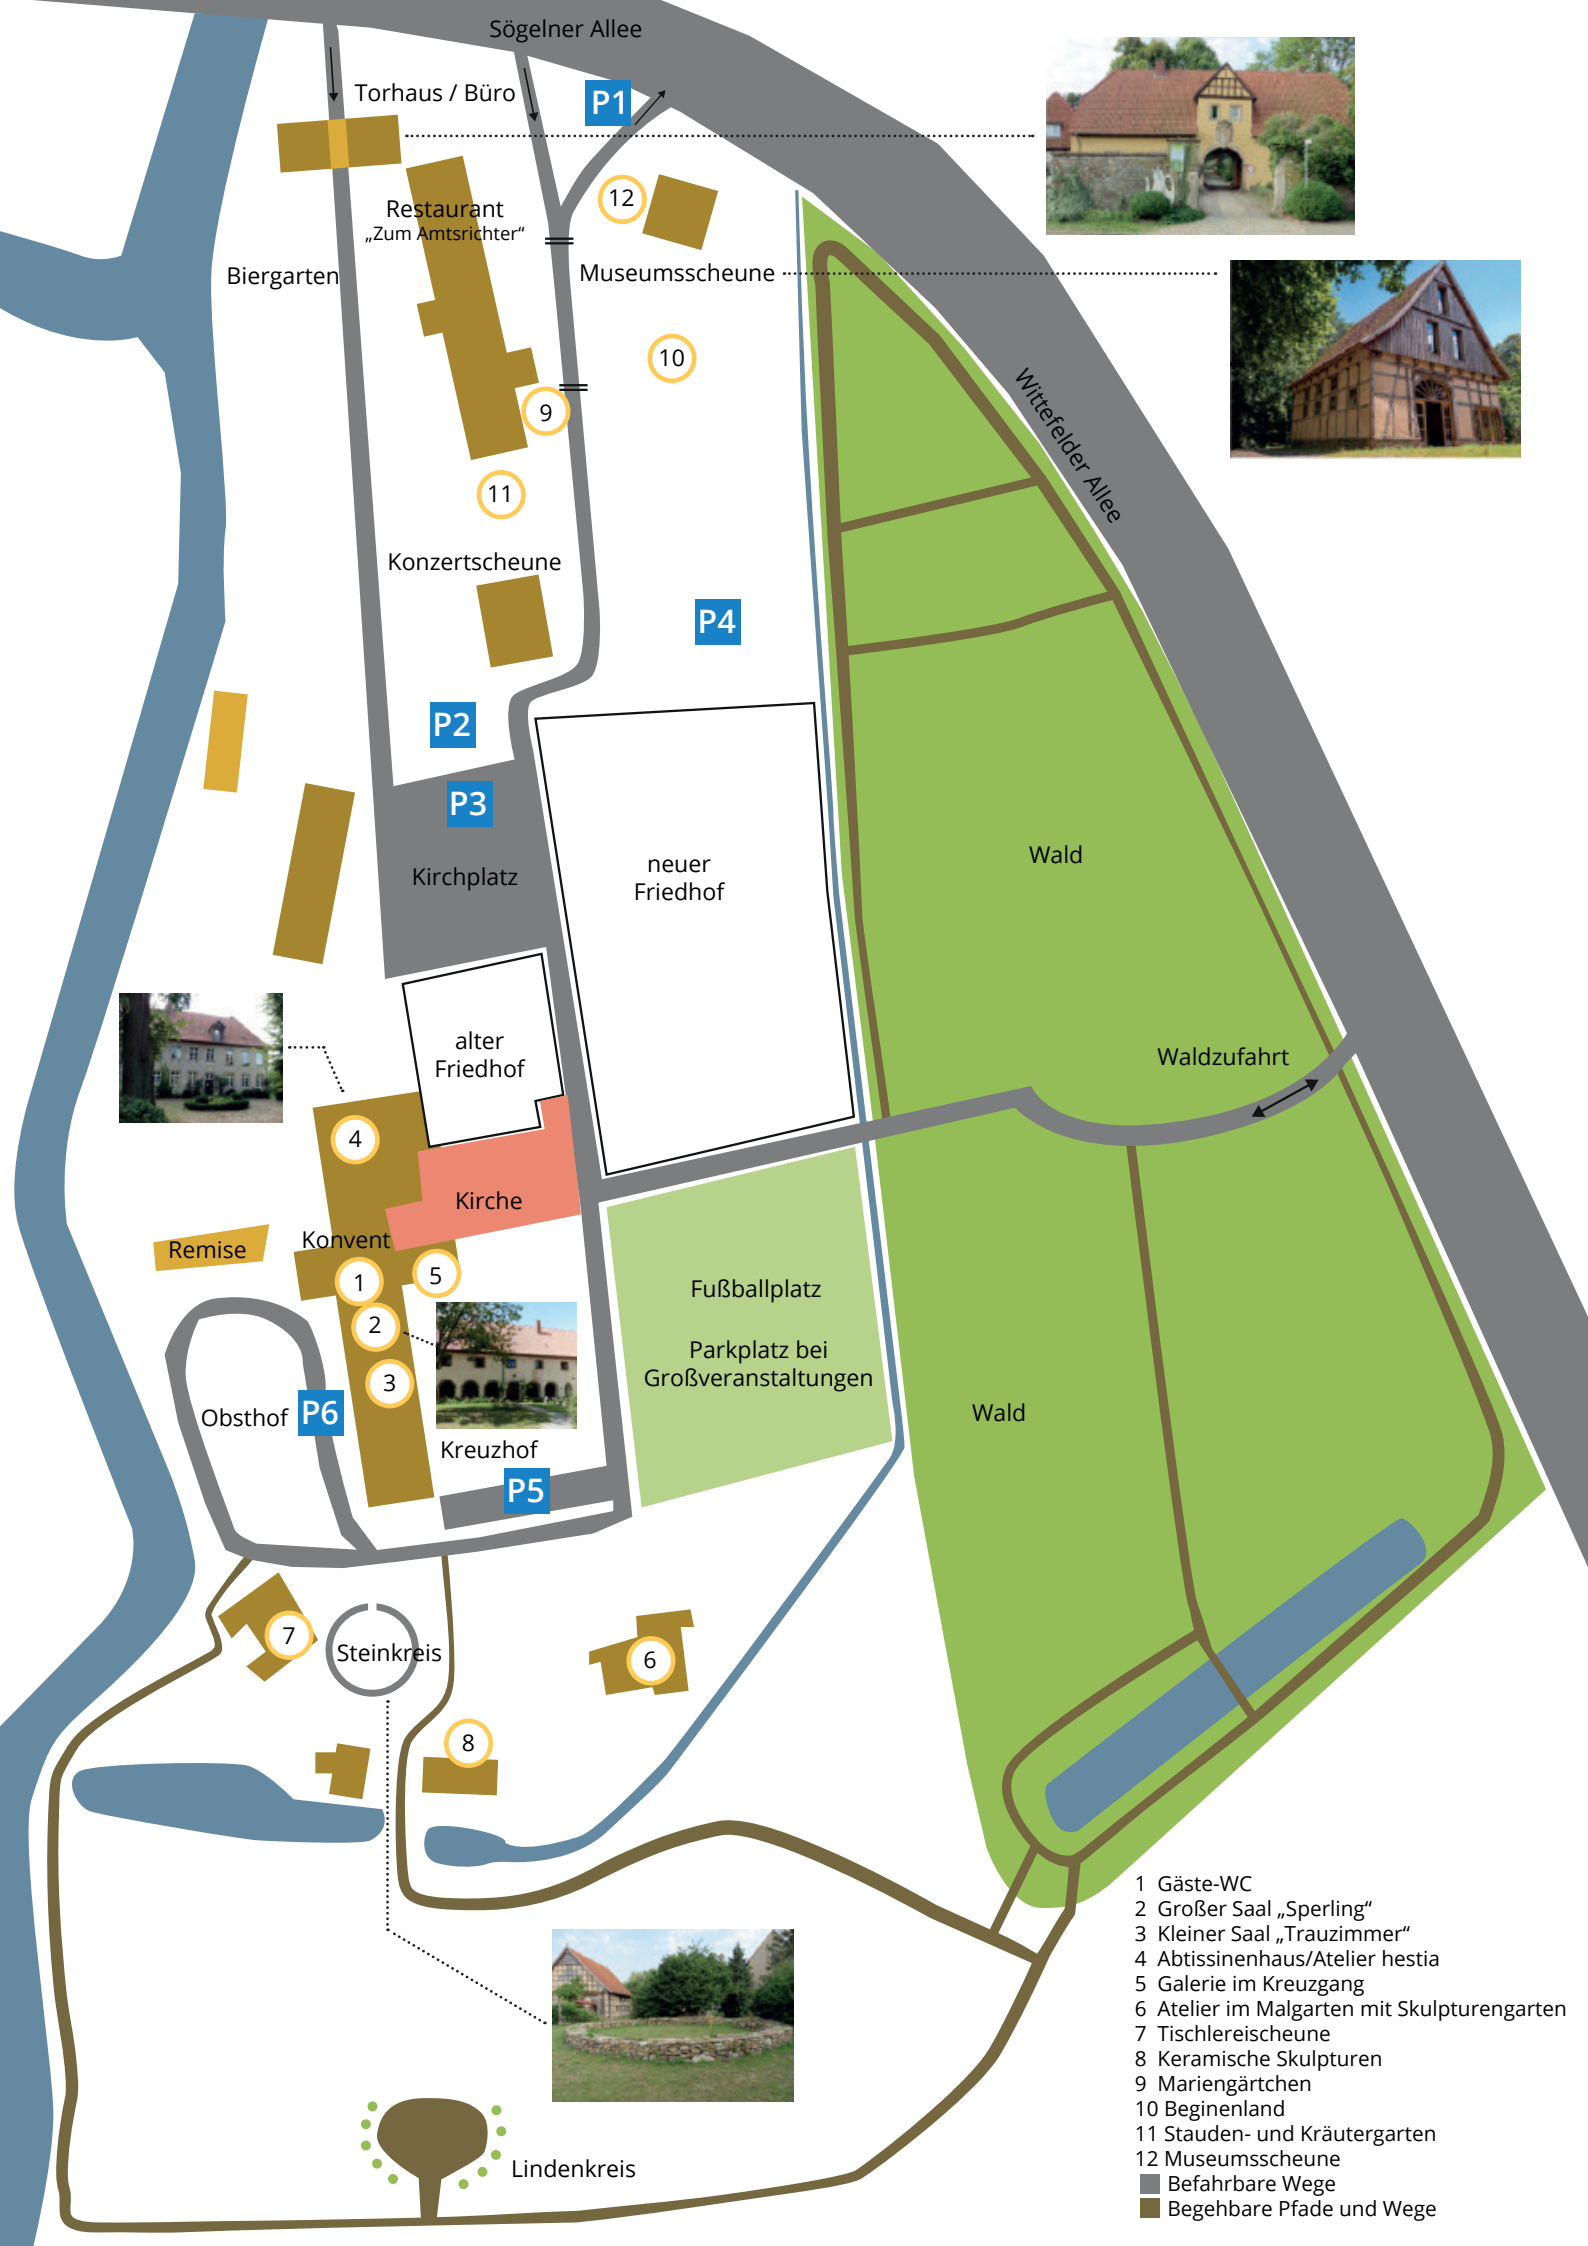 Sögelner Allee
Torhaus / Büro
P1
12
Restaurant
„Zum Amtsrichter“
Biergarten
Museumsscheune
10
9
Wittefelder Allee
11
Konzertscheune
P4
P2
P3
Kirchplatz
neuer
Friedhof
Wald
alter
Friedhof
Waldzufahrt
4
Kirche
Remise
Konvent
1
5
2
3
Fußballplatz
Parkplatz bei
Großveranstaltungen
Obsthof
P6
Wald
Kreuzhof
P5
7
Steinkreis
6
8
Lindenkreis
1 Gäste-WC
2 Großer Saal „Sperling“
3 Kleiner Saal „Trauzimmer“
4 Abtissinenhaus/Atelier hestia
5 Galerie im Kreuzgang
6 Atelier im Malgarten mit Skulpturengarten
7 Tischlereischeune
8 Keramische Skulpturen
9 Mariengärtchen
10 Beginenland
11 Stauden- und Kräutergarten
12 Museumsscheune
Befahrbare Wege
Begehbare Pfade und Wege